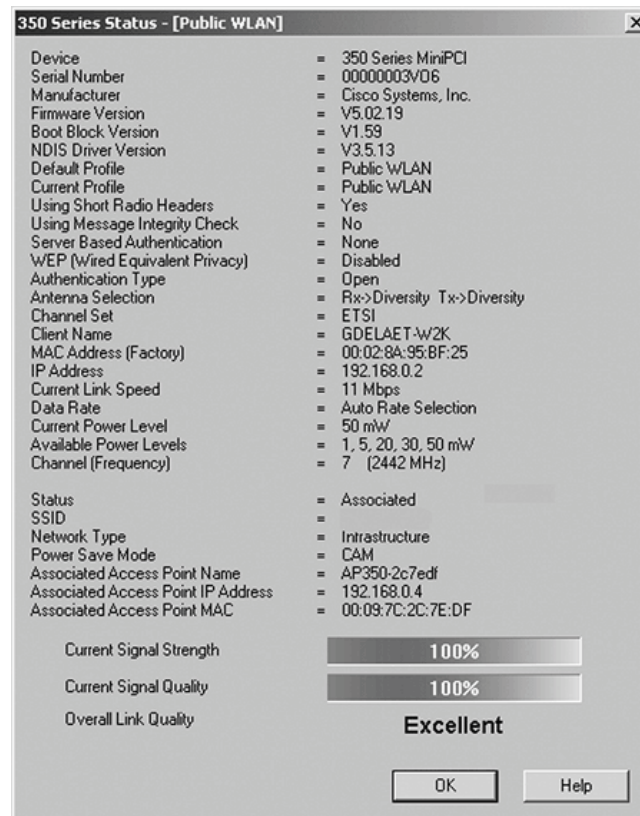 350 Series Status - [Public WLAN]
Device = 350 Series MiniPCI
Serial Number = 00000003VO6
Manufacturer = Cisco Systems, Inc.
Firmware Version = V5.02.19
Boot Block Version = V1.59
NDIS Driver Version = V3.5.13
Default Profile = Public WLAN
Current Profile = Public WLAN
Using Short Radio Headers = Yes
Using Message Integrity Check = No
Server Based Authentication = None
WEP (Wired Equivalent Privacy) = Disabled
Authentication Type = Open
Antenna Selection = Rx->Diversity Tx->Diversity
Channel Set = ETSI
Client Name = GDELAET-W2K
MAC Address (Factory) = 00:02:8A:95:BF:25
IP Address = 192.168.0.2
Current Link Speed = 11 Mbps
Data Rate = Auto Rate Selection
Current Power Level = 50 mW
Available Power Levels = 1, 5, 20, 30, 50 mW
Channel (Frequency) = 7 (2442 MHz)
Status = Associated
SSID =
Network Type = Intrastructure
Power Save Mode = CAM
Associated Access Point Name = AP350-2c7edf
Associated Access Point IP Address = 192.168.0.4
Associated Access Point MAC = 00:09:7C:2C:7E:DF
Current Signal Strength 100%
Current Signal Quality 100%
Overall Link Quality Excellent
OK Help